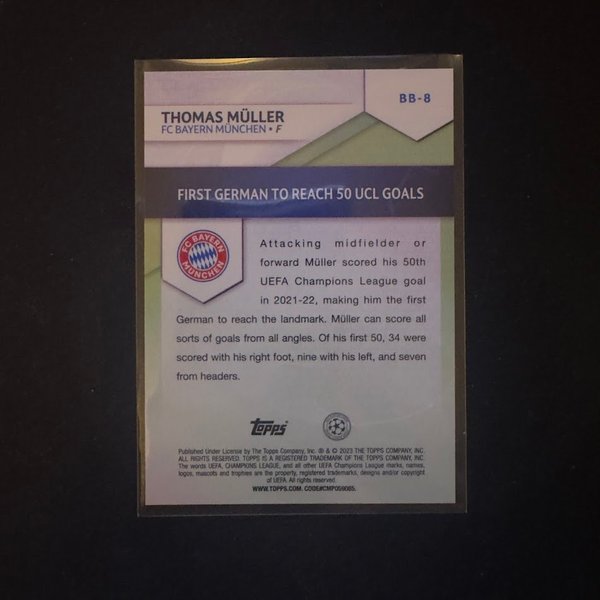 BB-8
THOMAS MÜLLER
FC BAYERN MÜNCHEN • F
FIRST GERMAN TO REACH 50 UCL GOALS
FC BAYERN
MÜNCHEN
Attacking midfielder or
forward Müller scored his 50th
UEFA Champions League goal
in 2021-22, making him the first
German to reach the landmark. Müller can score all
sorts of goals from all angles. Of his first 50, 34 were
scored with his right foot, nine with his left, and seven
from headers.
Topps
Published Under License by The Topps Company, Inc. ® & © 2023 THE TOPPS COMPANY, INC.
ALL RIGHTS RESERVED. TOPPS IS A REGISTERED TRADEMARK OF THE TOPPS COMPANY, INC.
The words UEFA, CHAMPIONS LEAGUE, and all other UEFA Champions League marks, names,
logos, mascots and trophies are the property, registered trademarks, designs and/or copyright
of UEFA. All rights reserved.
WWW.TOPPS.COM. CODE#CMP059085.